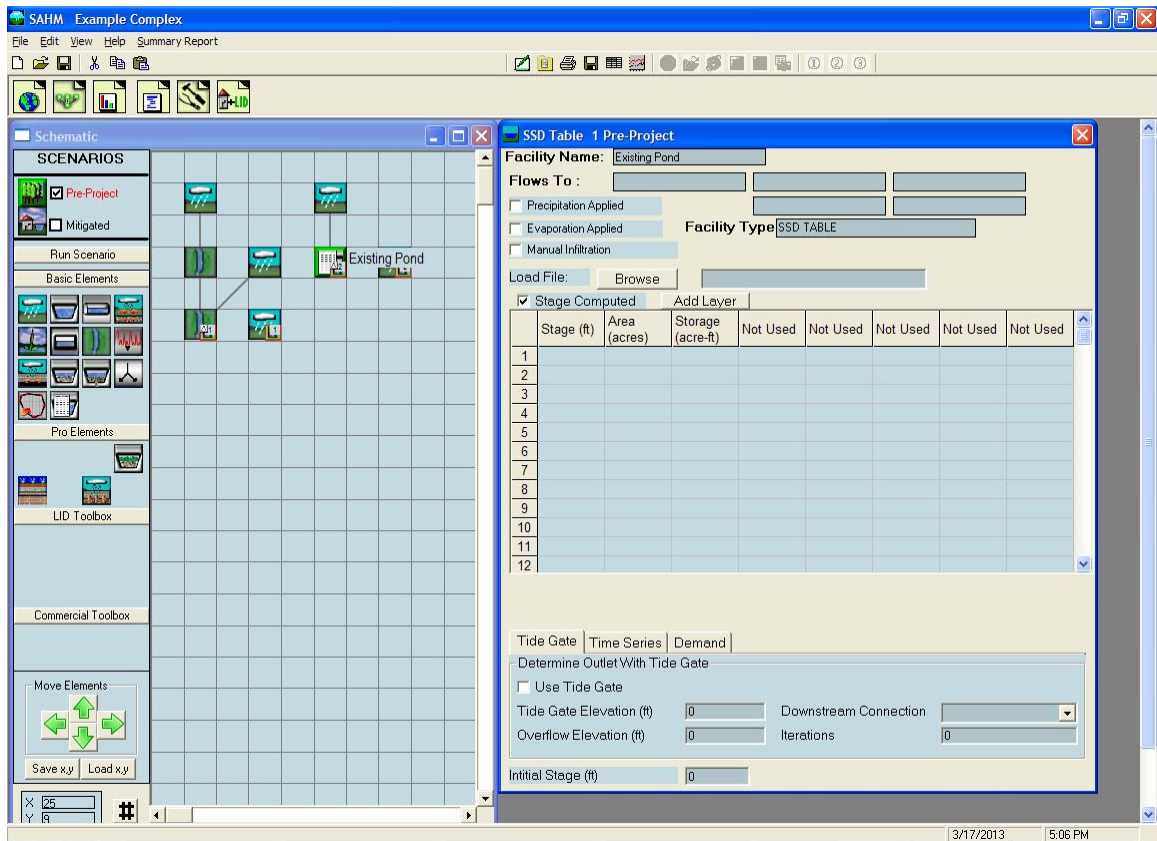 SAHM Example Complex
File Edit View Help Summary Report
+LID
Schematic
SCENARIOS
Pre-Project
Mitigated
Run Scenario
Basic Elements
Pro Elements
LID Toolbox
Commercial Toolbox
Move Elements
Save x,y Load x,y
X 25
Y 9
#
Existing Pond
SSD Table 1 Pre-Project
Facility Name: Existing Pond
Flows To :
Precipitation Applied
Evaporation Applied Facility Type SSD TABLE
Manual Infiltration
Load File: Browse
Stage Computed Add Layer
Stage (ft) Area (acres) Storage (acre-ft) Not Used Not Used Not Used Not Used Not Used
1
2
3
4
5
6
7
8
9
10
11
12
Tide Gate Time Series Demand
Determine Outlet With Tide Gate
Use Tide Gate
Tide Gate Elevation (ft) 0 Downstream Connection
Overflow Elevation (ft) 0 Iterations 0
Intitial Stage (ft) 0
3/17/2013 5:06 PM